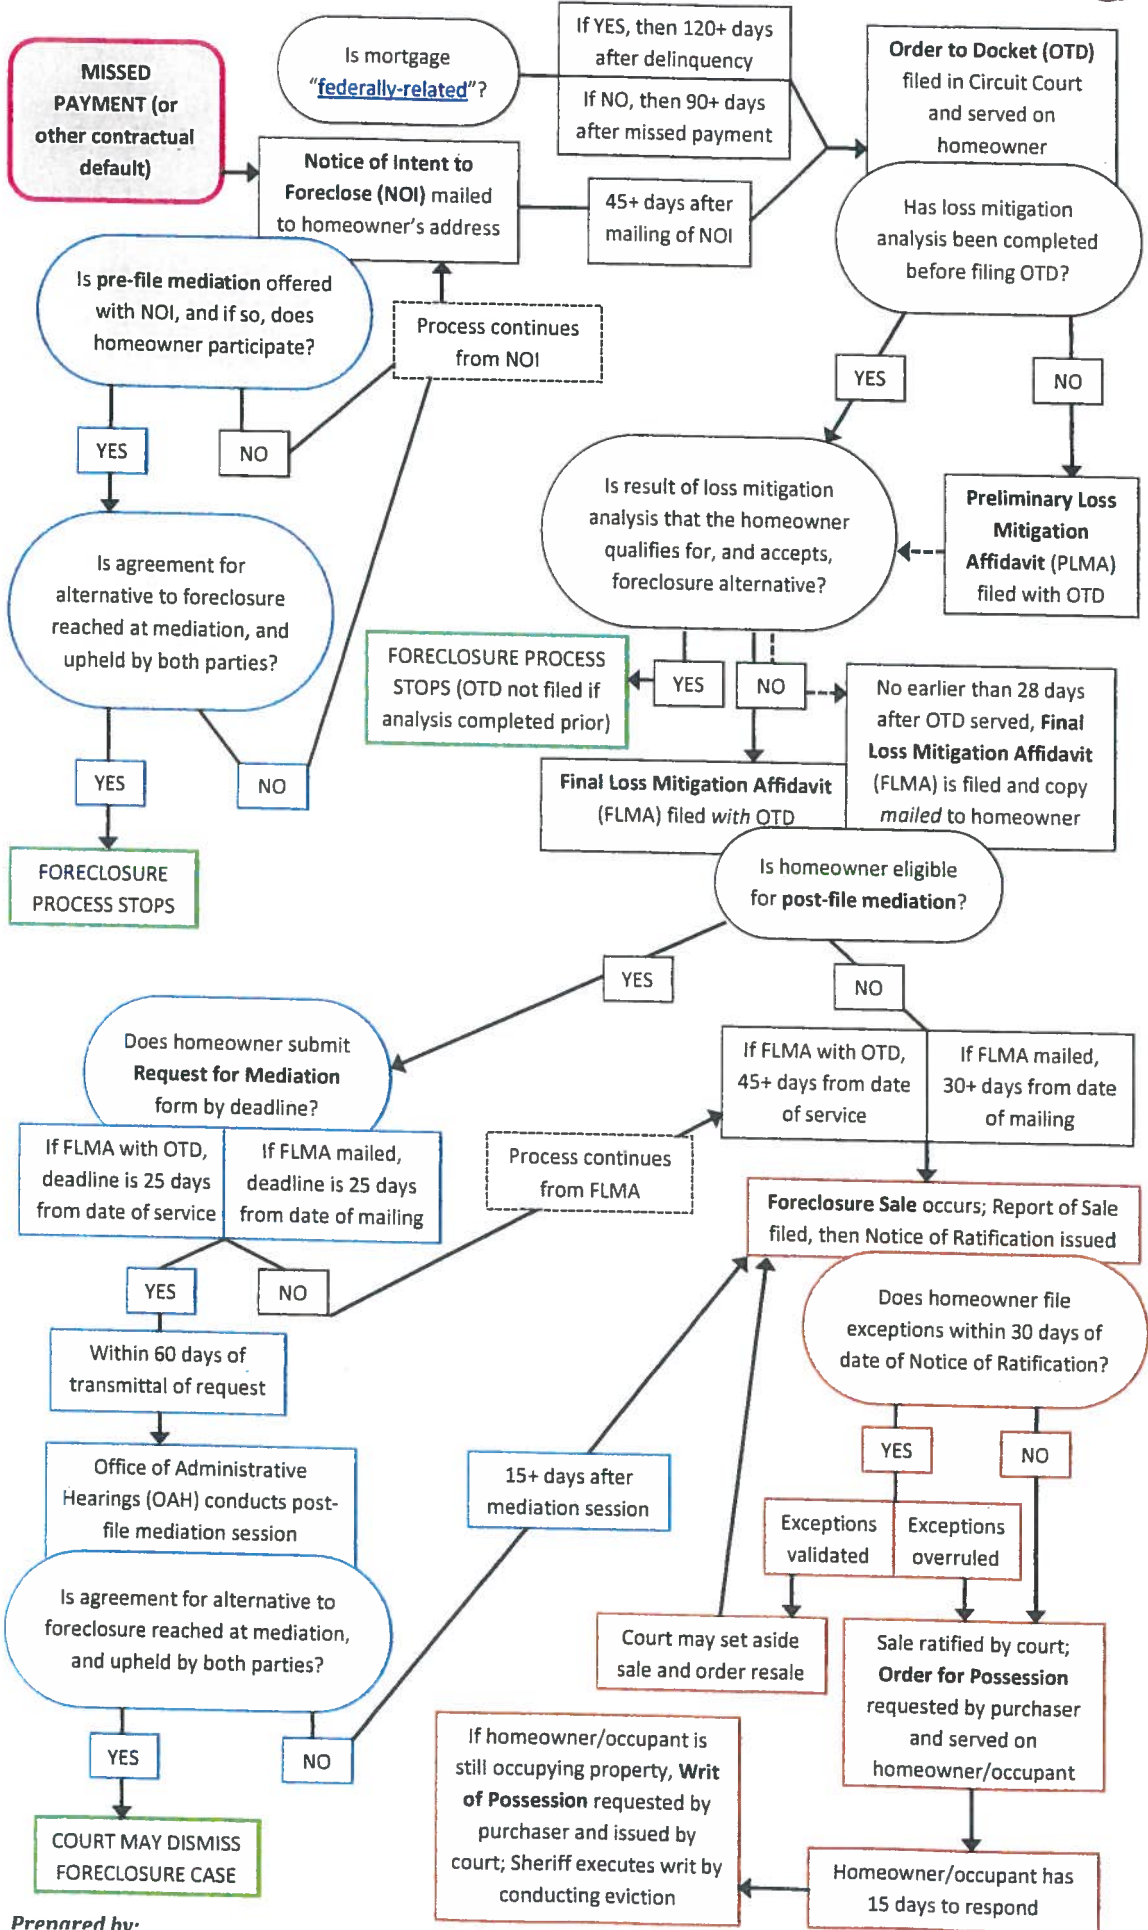 MISSED
PAYMENT (or
other contractual
default)
Is mortgage
“federally-related”?
If YES, then 120+ days
after delinquency
If NO, then 90+ days
after missed payment
Order to Docket (OTD)
filed in Circuit Court
and served on
homeowner
Notice of Intent to
Foreclose (NOI) mailed
to homeowner’s address
45+ days after
mailing of NOI
Has loss mitigation
analysis been completed
before filing OTD?
Is pre-file mediation offered
with NOI, and if so, does
homeowner participate?
Process continues
from NOI
YES
NO
YES
NO
Is result of loss mitigation
analysis that the homeowner
qualifies for, and accepts,
foreclosure alternative?
Preliminary Loss
Mitigation
Affidavit (PLMA)
filed with OTD
Is agreement for
alternative to foreclosure
reached at mediation, and
upheld by both parties?
FORECLOSURE PROCESS
STOPS (OTD not filed if
analysis completed prior)
YES
NO
No earlier than 28 days
after OTD served, Final
Loss Mitigation Affidavit
(FLMA) is filed and copy
mailed to homeowner
YES
NO
Final Loss Mitigation Affidavit
(FLMA) filed with OTD
FORECLOSURE
PROCESS STOPS
Is homeowner eligible
for post-file mediation?
YES
NO
Does homeowner submit
Request for Mediation
form by deadline?
If FLMA with OTD,
45+ days from date
of service
If FLMA mailed,
30+ days from date
of mailing
If FLMA with OTD,
deadline is 25 days
from date of service
If FLMA mailed,
deadline is 25 days
from date of mailing
Process continues
from FLMA
Foreclosure Sale occurs; Report of Sale
filed, then Notice of Ratification issued
YES
NO
Does homeowner file
exceptions within 30 days of
date of Notice of Ratification?
Within 60 days of
transmittal of request
YES
NO
Office of Administrative
Hearings (OAH) conducts post-
file mediation session
15+ days after
mediation session
Exceptions
validated
Exceptions
overruled
Is agreement for alternative to
foreclosure reached at mediation,
and upheld by both parties?
Court may set aside
sale and order resale
Sale ratified by court;
Order for Possession
requested by purchaser
and served on
homeowner/occupant
YES
NO
If homeowner/occupant is
still occupying property, Writ
of Possession requested by
purchaser and issued by
court; Sheriff executes writ by
conducting eviction
COURT MAY DISMISS
FORECLOSURE CASE
Homeowner/occupant has
15 days to respond
Prepared by: